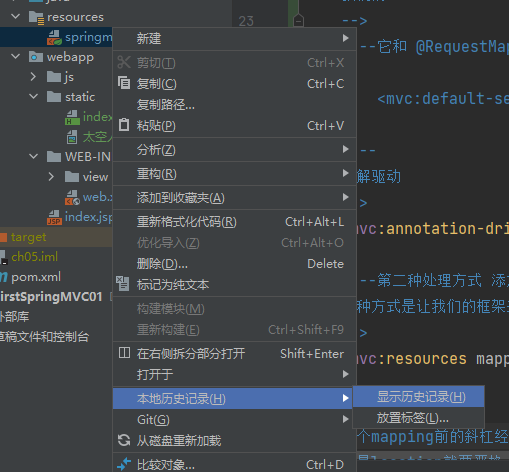 resources
springm
webapp
js
static
index
太空人
WEB-IN
view
web.x
index.jsp
target
ch05.iml
pom.xml
irstSpringMVC01
外部库
草稿文件和控制台
新建
剪切(T) Ctrl+X
复制(C) Ctrl+C
复制路径...
粘贴(P) Ctrl+V
分析(Z)
重构(R)
添加到收藏夹(A)
重新格式化代码(R) Ctrl+Alt+L
优化导入(Z) Ctrl+Alt+O
删除(D)... Delete
标记为纯文本
构建模块(M)
重新构建(E) Ctrl+Shift+F9
在右侧拆分部分打开 Shift+Enter
打开于
本地历史记录(H)
Git(G)
从磁盘重新加载
比较对象... Ctrl+D
显示历史记录(H)
放置标签(L)...
23
-->
--它和 @RequestMap
<mvc:default-se
--
解驱动
>
mvc:annotation-dri
--第二种处理方式 添加
种方式是让我们的框架
>
mvc:resources mapp
个mapping前的斜杠经